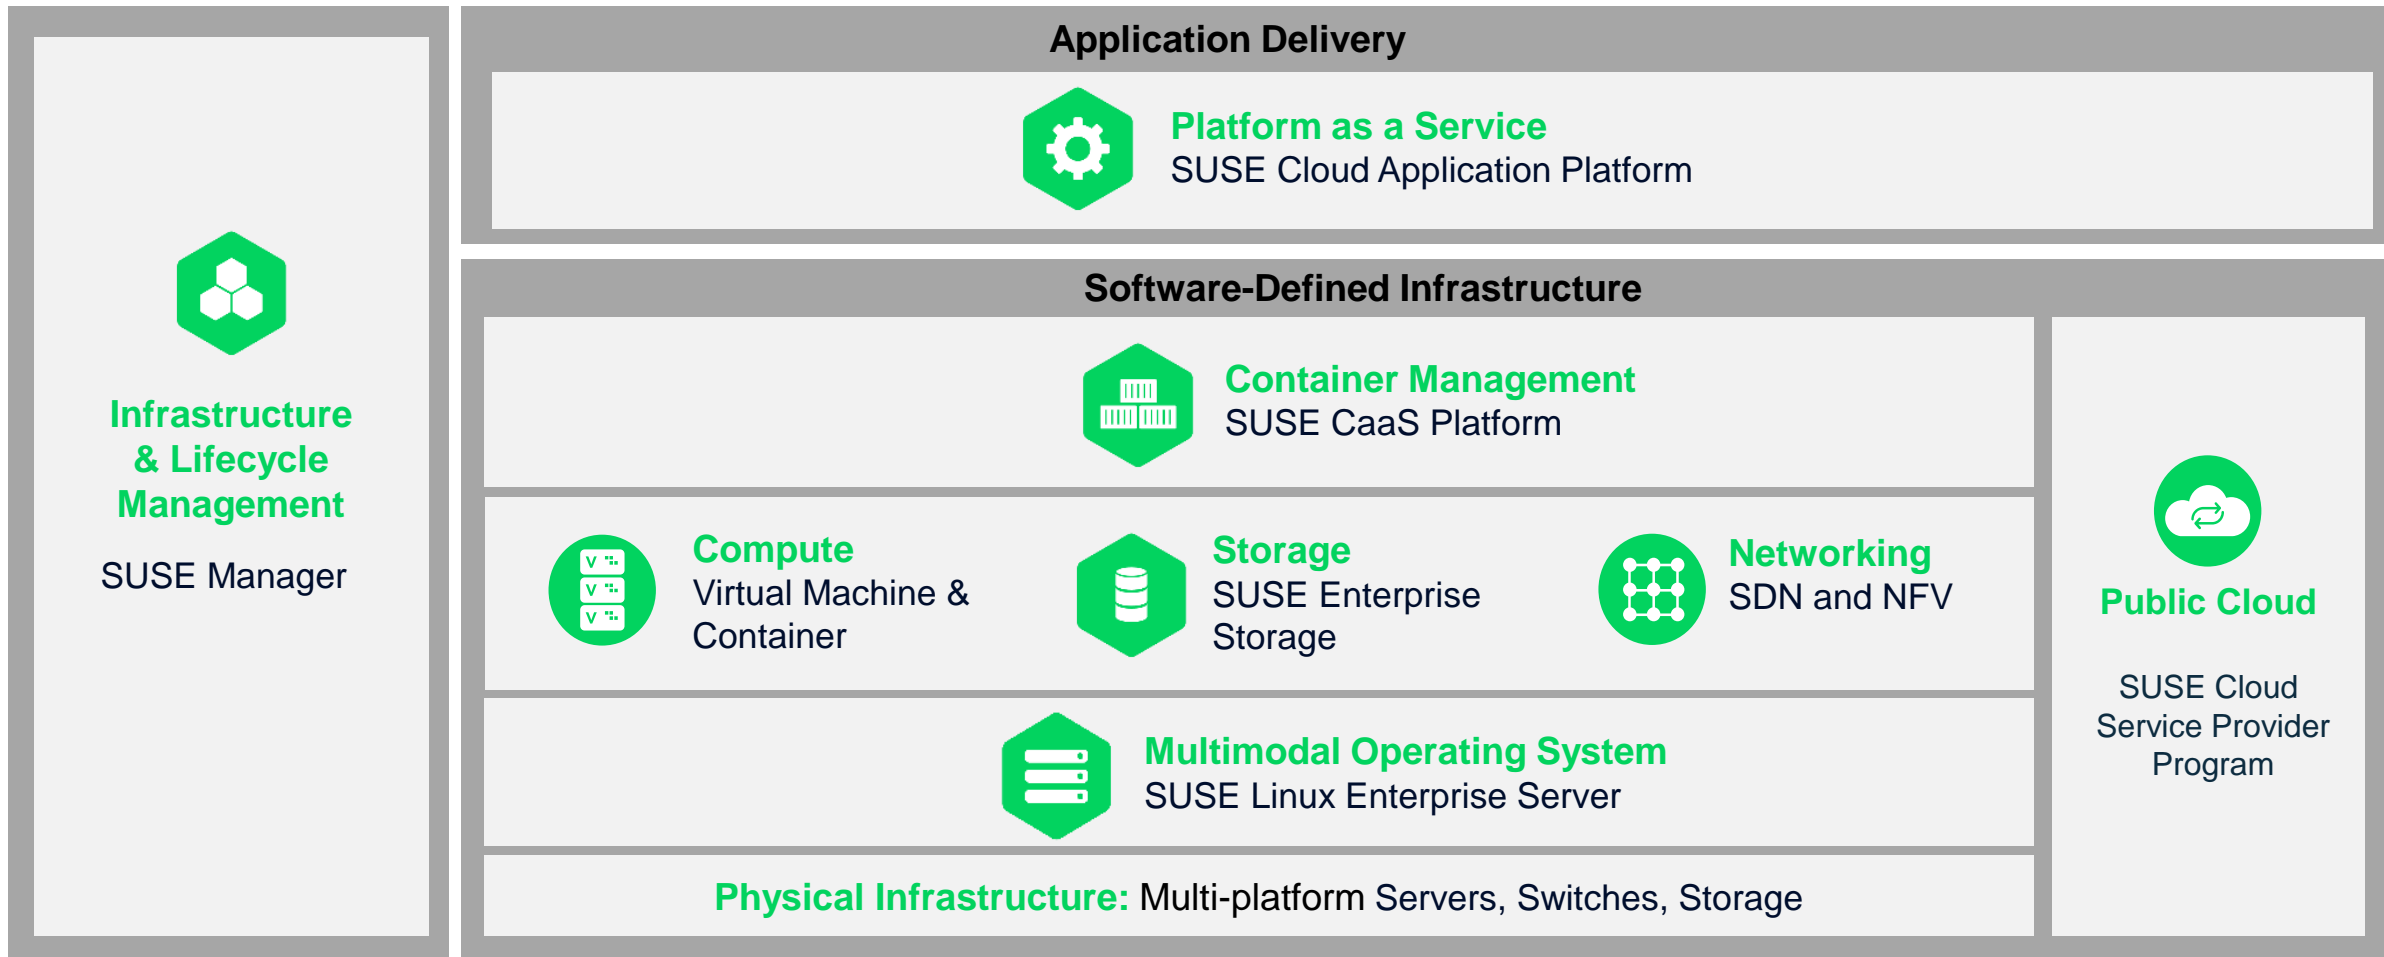 Infrastructure
& Lifecycle
Management
SUSE Manager
Application Delivery
Platform as a Service
SUSE Cloud Application Platform
Software-Defined Infrastructure
Container Management
SUSE CaaS Platform
Compute
Virtual Machine &
Container
Storage
SUSE Enterprise
Storage
Networking
SDN and NFV
Multimodal Operating System
SUSE Linux Enterprise Server
Physical Infrastructure: Multi-platform Servers, Switches, Storage
Public Cloud
SUSE Cloud
Service Provider
Program